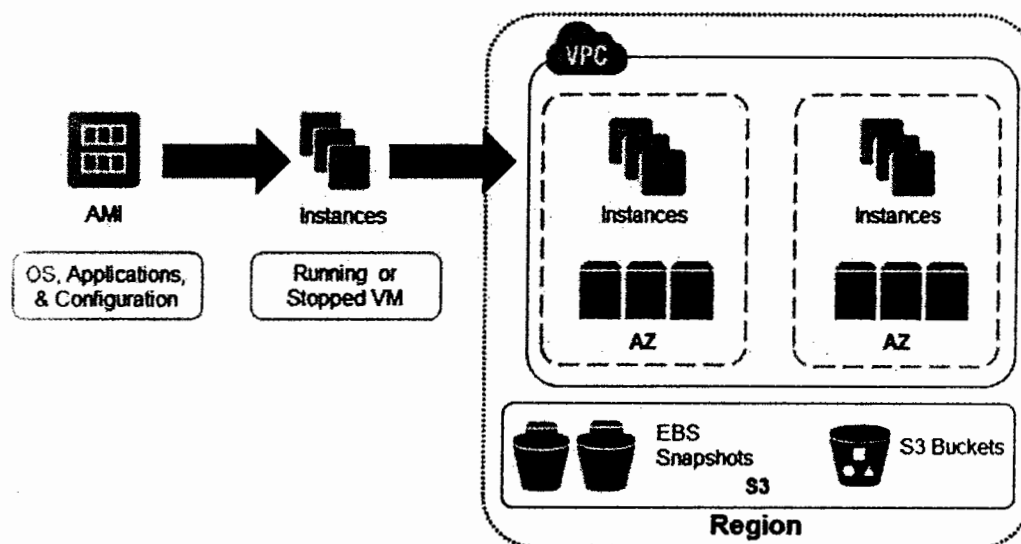 VPC
AMI
Instances
OS, Applications,
& Configuration
Running or
Stopped VM
Instances
Instances
AZ
AZ
EBS
Snapshots
S3 Buckets
S3
Region